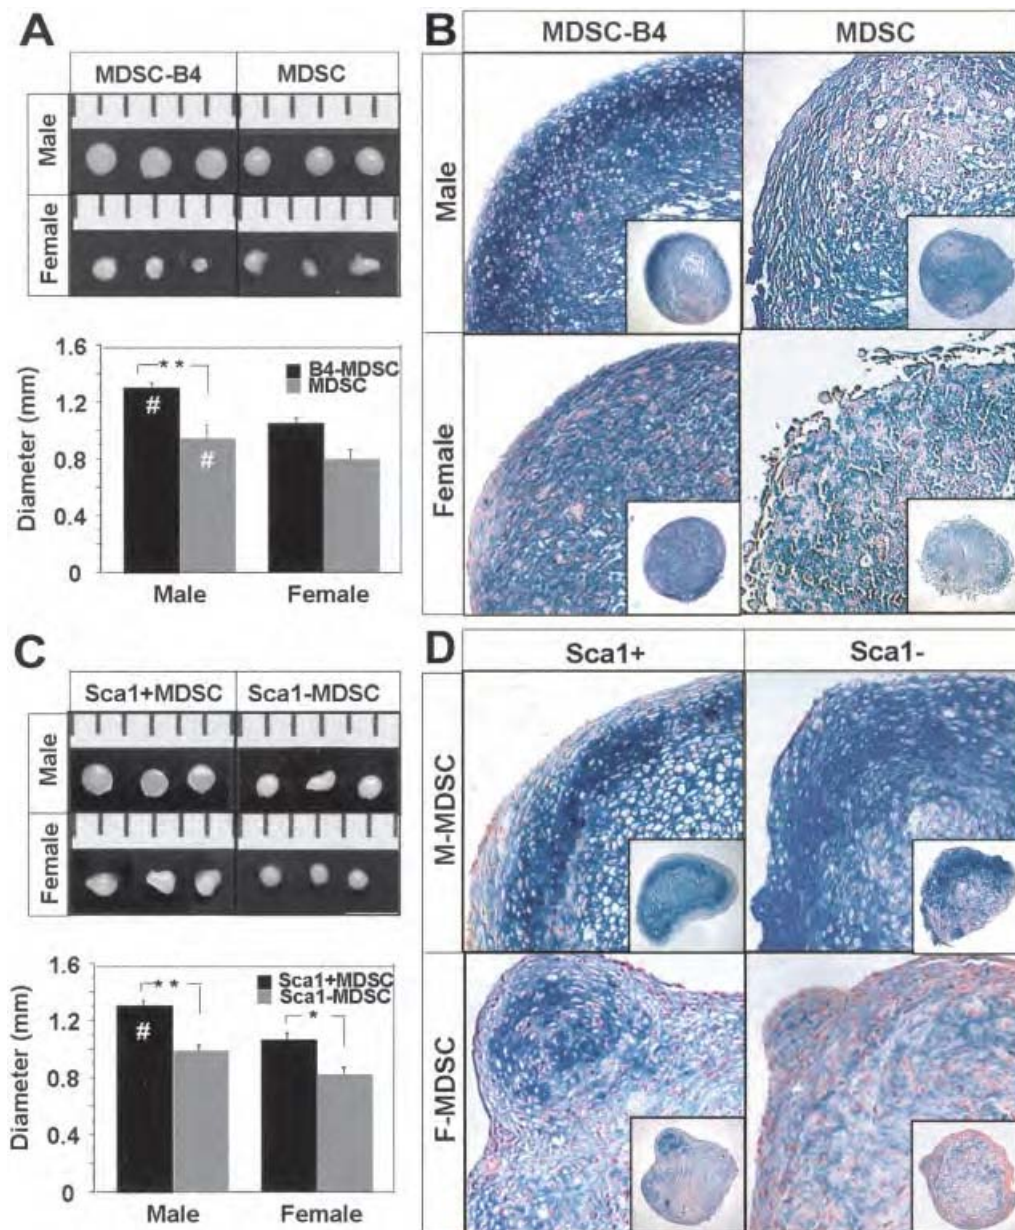 A
MDSC-B4 MDSC
Male
Female
1.6
1.2
0.8
0.4
0
Diameter (mm)
**
#
#
B4-MDSC
MDSC
Male Female
B
MDSC-B4 MDSC
Male
Female
C
Sca1+MDSC Sca1-MDSC
Male
Female
1.6
1.2
0.8
0.4
0
Diameter (mm)
**
*
#
Sca1+MDSC
Sca1-MDSC
Male Female
D
Sca1+ Sca1-
M-MDSC
F-MDSC